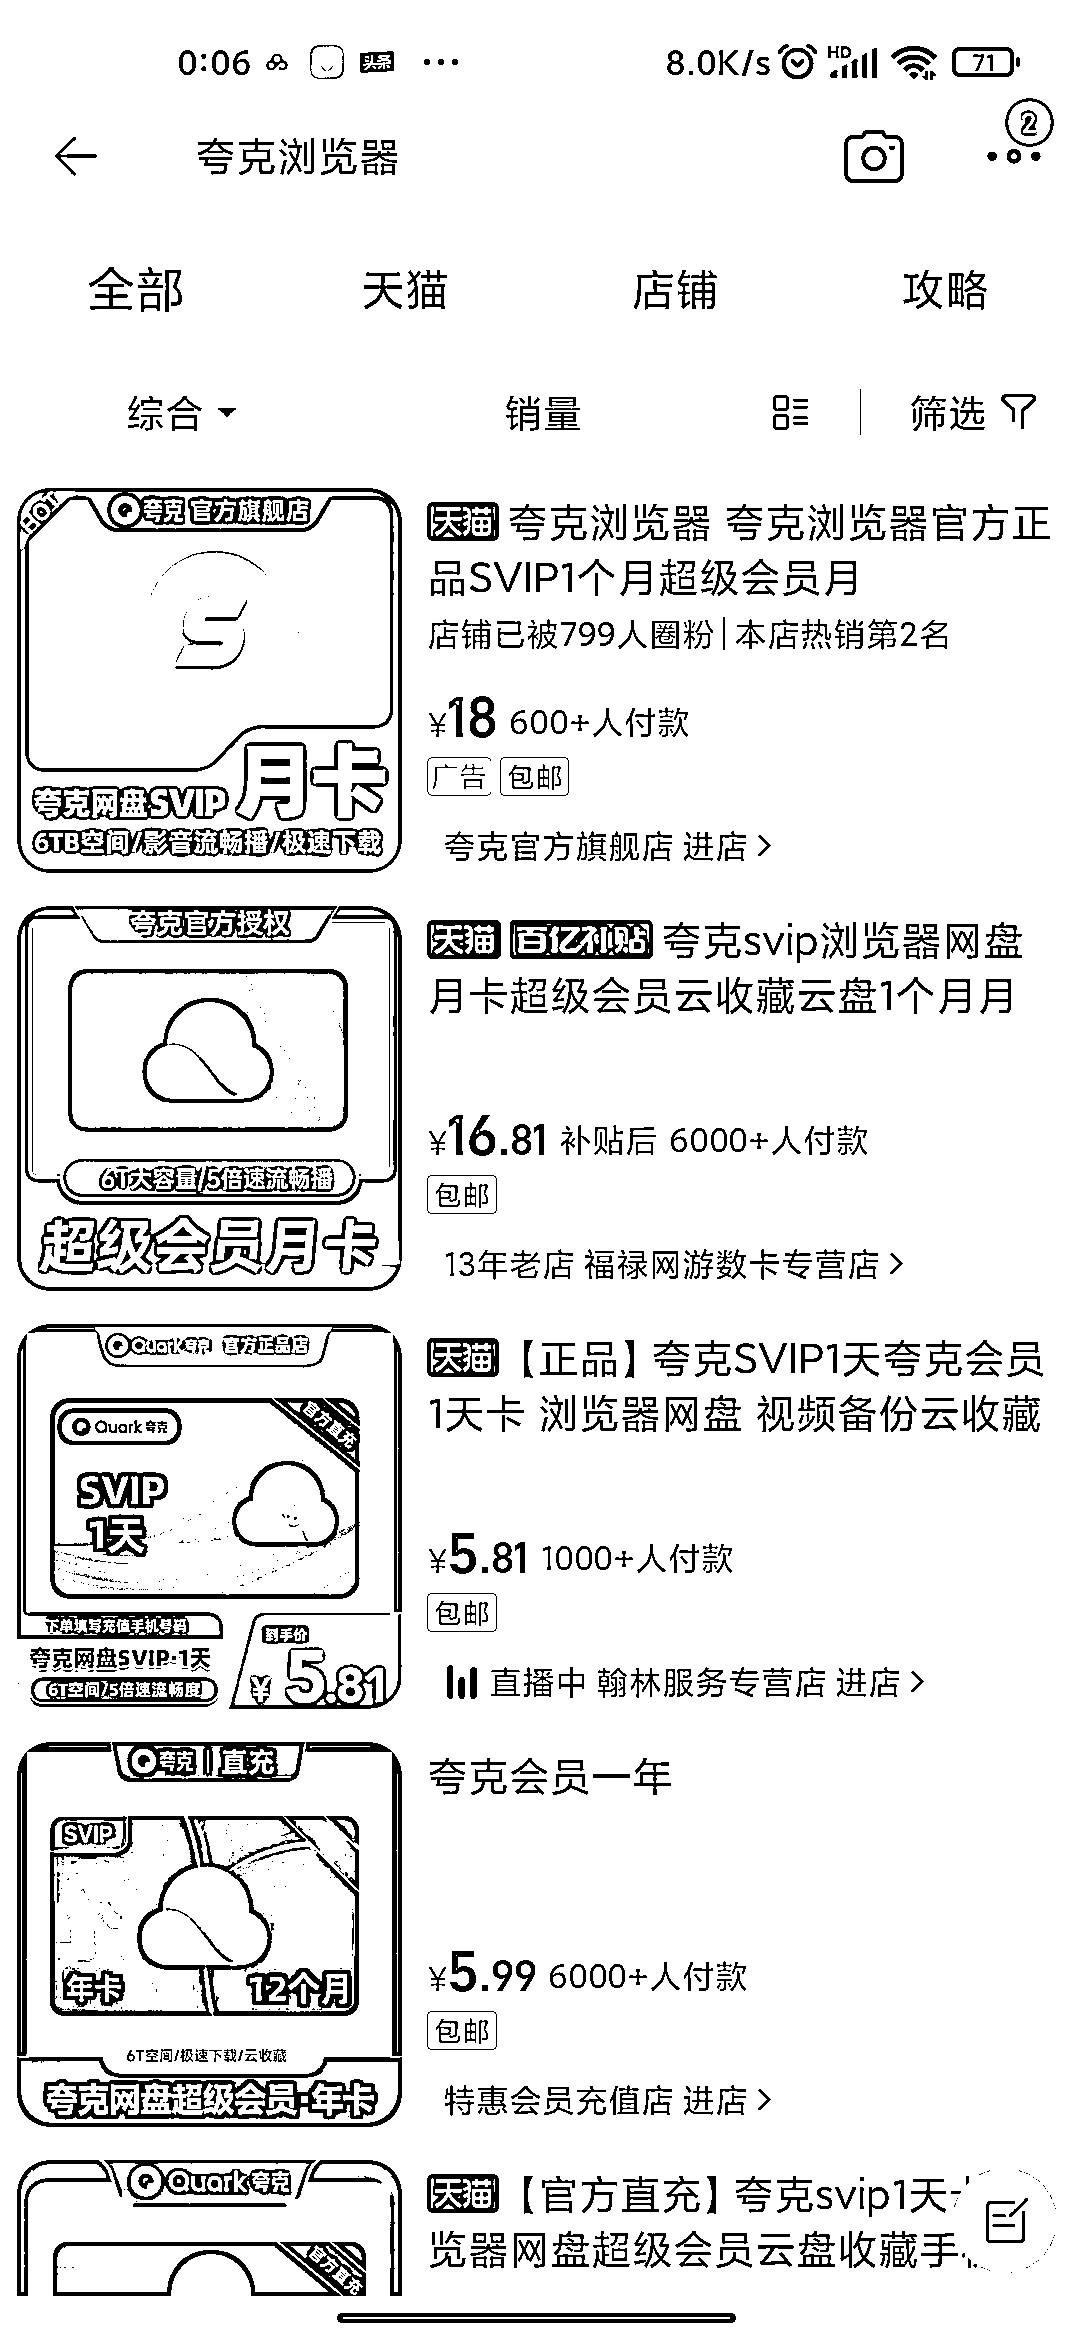 0:06 头条 ··· 8.0K/s HD 71
2
夸克浏览器
全部 天猫 店铺 攻略
综合 销量 筛选
HOT
夸克 官方旗舰店
S
月卡
夸克网盘SVIP
6TB空间/影音流畅播/极速下载
天猫 夸克浏览器 夸克浏览器官方正
品SVIP1个月超级会员月
店铺已被799人圈粉|本店热销第2名
¥18 600+人付款
广告 包邮
夸克官方旗舰店 进店>
夸克官方授权
6T大容量/5倍速流畅播
超级会员月卡
天猫 百亿补贴 夸克svip浏览器网盘
月卡超级会员云收藏云盘1个月月
¥16.81 补贴后 6000+人付款
包邮
13年老店 福禄网游数卡专营店>
Quark夸克 官方正品店
Quark夸克
官方直充
SVIP
1天
下单填写充值手机号码
夸克网盘SVIP·1天
6T空间/5倍速流畅度
到手价
¥5.81
天猫 【正品】夸克SVIP1天夸克会员
1天卡 浏览器网盘 视频备份云收藏
¥5.81 1000+人付款
包邮
直播中 翰林服务专营店 进店>
夸克|直充
SVIP
年卡 12个月
6T空间/极速下载/云收藏
夸克网盘超级会员·年卡
夸克会员一年
¥5.99 6000+人付款
包邮
特惠会员充值店 进店>
Quark夸克
官方直充
天猫 【官方直充】夸克svip1天
览器网盘超级会员云盘收藏手